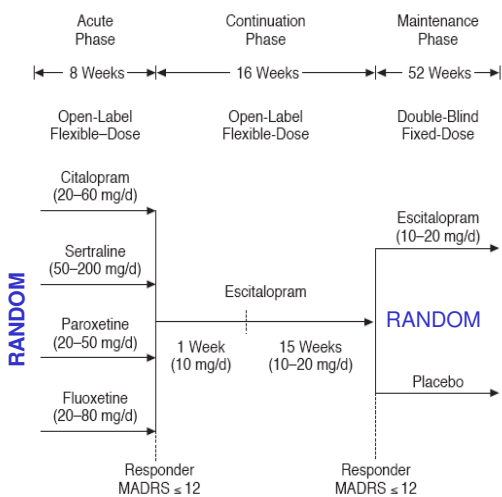 Acute
Phase
Continuation
Phase
Maintenance
Phase
8 Weeks
16 Weeks
52 Weeks
Open-Label
Flexible–Dose
Open-Label
Flexible-Dose
Double-Blind
Fixed-Dose
RANDOM
Citalopram
(20–60 mg/d)
Sertraline
(50–200 mg/d)
Paroxetine
(20–50 mg/d)
Fluoxetine
(20–80 mg/d)
Escitalopram
1 Week
(10 mg/d)
15 Weeks
(10–20 mg/d)
Escitalopram
(10–20 mg/d)
RANDOM
Placebo
Responder
MADRS ≤ 12
Responder
MADRS ≤ 12